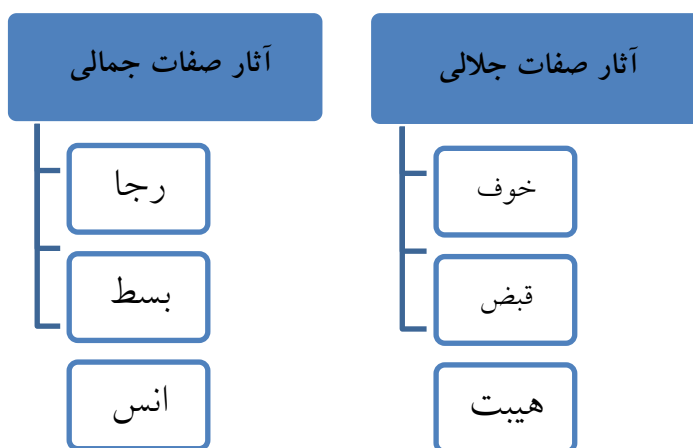 آثار صفات جلالی
خوف
قبض
هیبت
آثار صفات جمالی
رجا
بسط
انس